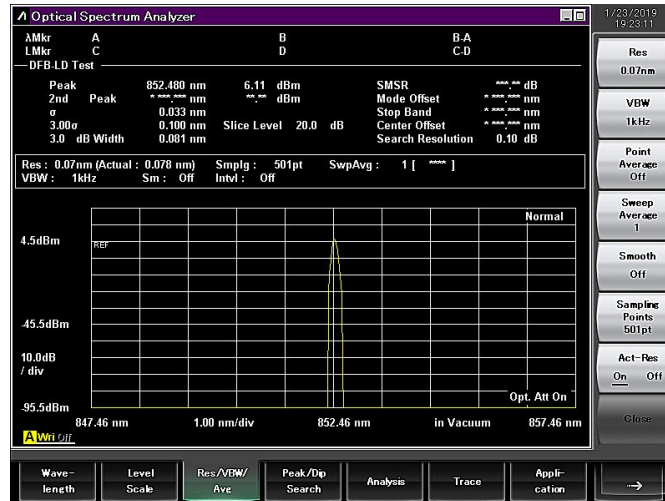 Optical Spectrum Analyzer
1/23/2019
19:23:11
λMkr A B B-A
LMkr C D C-D
DFB-LD Test
Peak 852.480 nm 6.11 dBm SMSR ***.** dB
2nd Peak * ***.*** nm **.** dBm Mode Offset * ***.*** nm
σ 0.033 nm Stop Band * ***.*** nm
3.00σ 0.100 nm Slice Level 20.0 dB Center Offset * ***.*** nm
3.0 dB Width 0.081 nm Search Resolution 0.10 dB
Res : 0.07nm (Actual : 0.078 nm) Smplg : 501pt SwpAvg : 1 [ **** ]
VBW : 1kHz Sm : Off Intvl : Off
Normal
4.5dBm
REF
-45.5dBm
10.0dB
/ div
Opt. Att On
-95.5dBm
847.46 nm 1.00 nm/div 852.46 nm in Vacuum 857.46 nm
A Wri Off
Res
0.07nm
VBW
1kHz
Point
Average
Off
Sweep
Average
1
Smooth
Off
Sampling
Points
501pt
Act-Res
On Off
Close
Wave-
length
Level
Scale
Res/VBW/
Avg
Peak/Dip
Search
Analysis
Trace
Appli-
cation
→